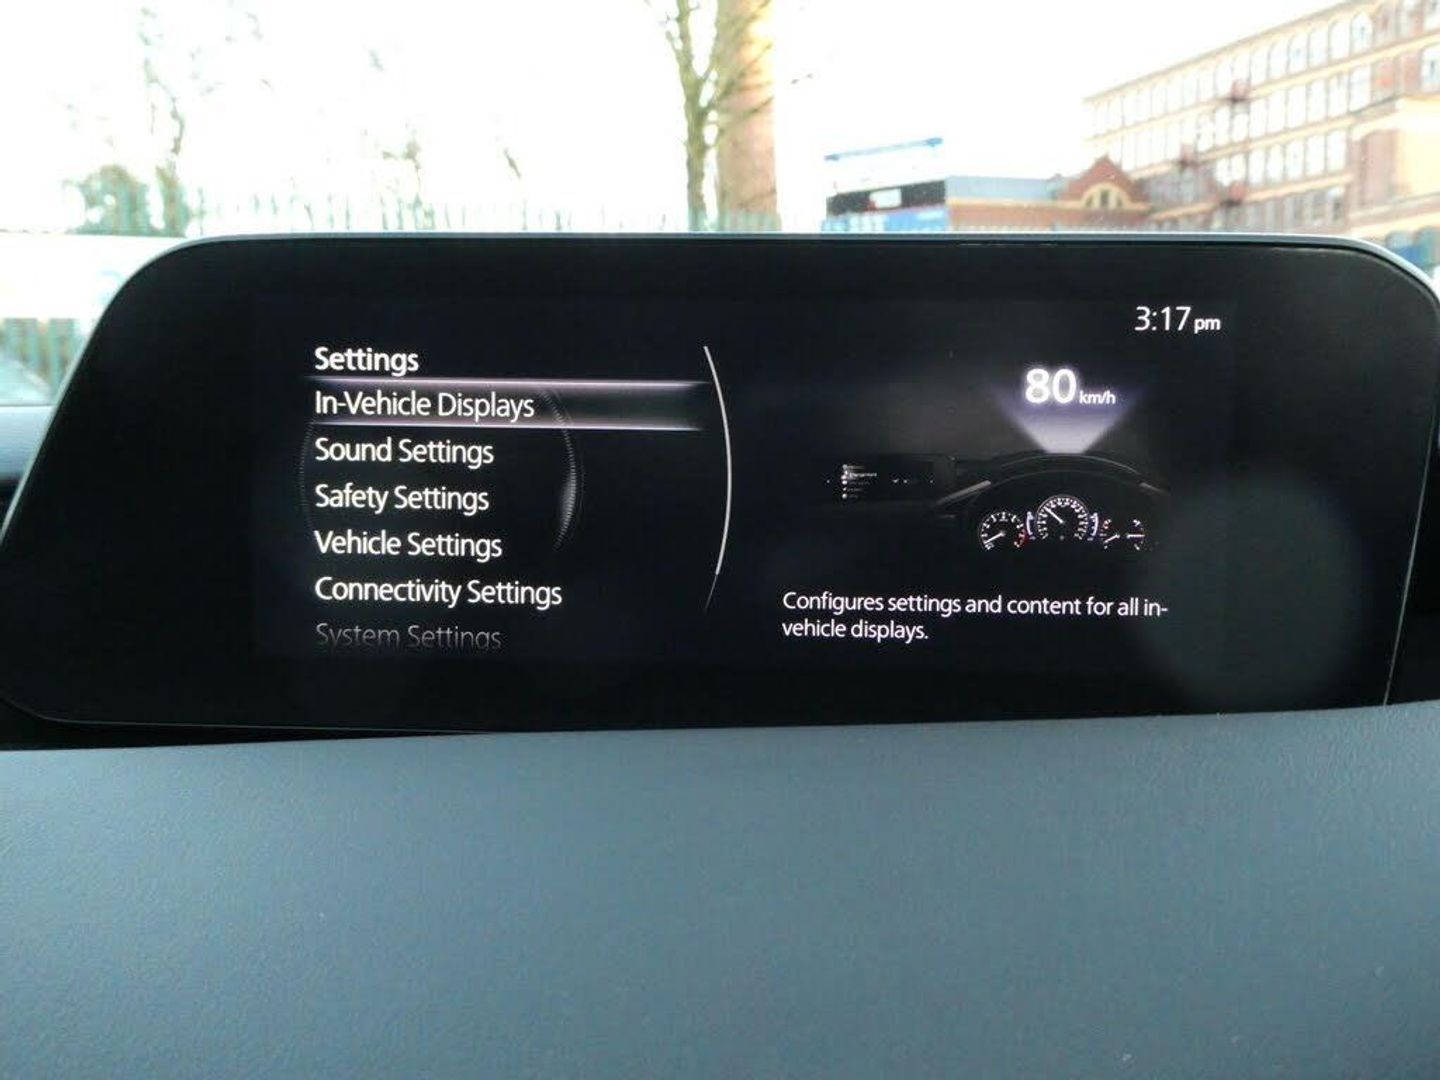 3:17 pm
Settings
In-Vehicle Displays
Sound Settings
Safety Settings
Vehicle Settings
Connectivity Settings
System Settings
80 km/h
Configures settings and content for all in-
vehicle displays.